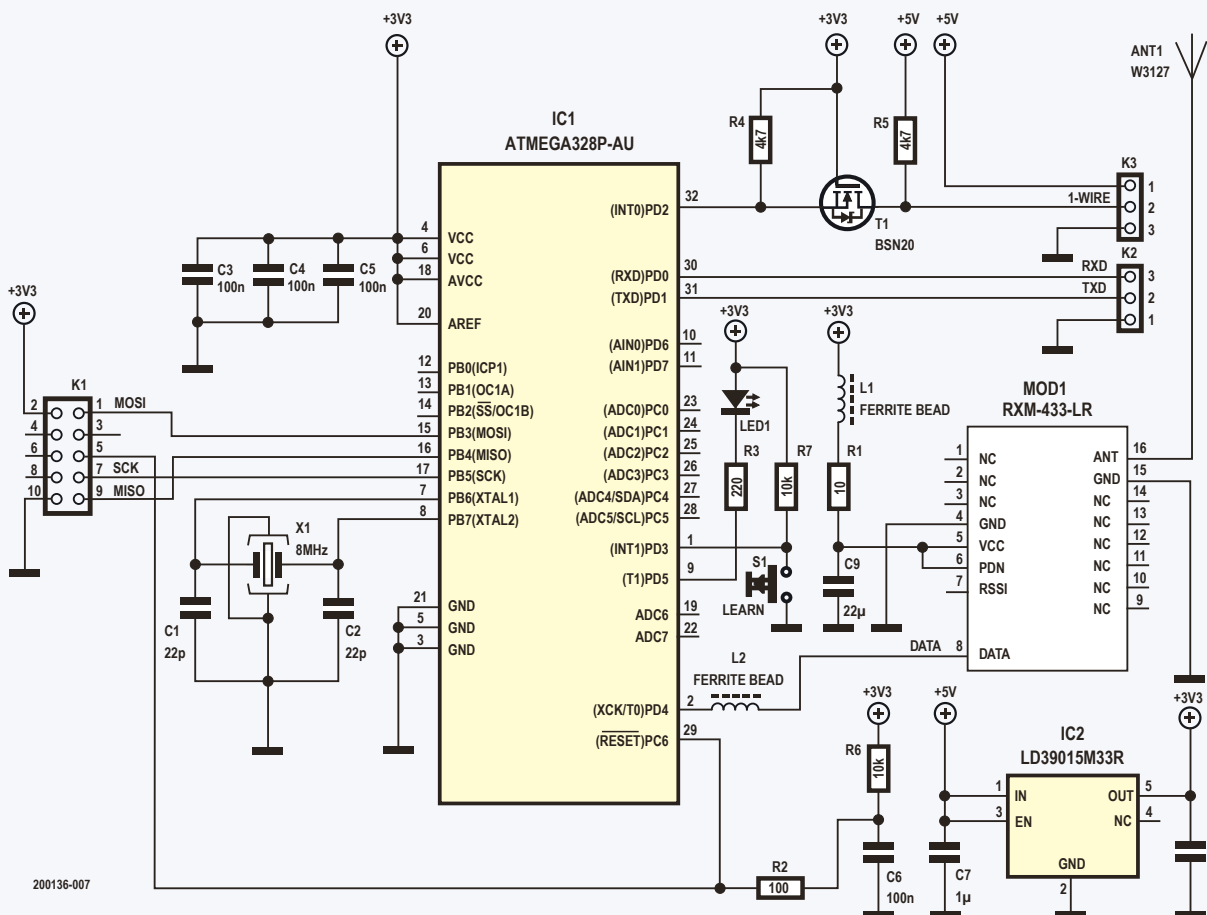 +3V3
+3V3
+5V
+5V
ANT1
W3127
IC1
ATMEGA328P-AU
R4
4k7
R5
4k7
K3
1
2
3
1-WIRE
T1
BSN20
K2
RXD
3
TXD
2
1
4
VCC
6
VCC
18
AVCC
20
AREF
12
PB0(ICP1)
13
PB1(OC1A)
14
PB2(SS/OC1B)
15
PB3(MOSI)
16
PB4(MISO)
17
PB5(SCK)
7
PB6(XTAL1)
8
PB7(XTAL2)
21
GND
5
GND
3
GND
32
(INT0)PD2
30
(RXD)PD0
31
(TXD)PD1
10
(AIN0)PD6
11
(AIN1)PD7
23
(ADC0)PC0
24
(ADC1)PC1
25
(ADC2)PC2
26
(ADC3)PC3
27
(ADC4/SDA)PC4
28
(ADC5/SCL)PC5
1
(INT1)PD3
9
(T1)PD5
19
ADC6
22
ADC7
2
(XCK/T0)PD4
29
(RESET)PC6
C3
100n
C4
100n
C5
100n
+3V3
K1
2
1
MOSI
4
3
6
5
8
7
SCK
10
9
MISO
X1
8MHz
C1
22p
C2
22p
+3V3
LED1
R3
220
R7
10k
S1
LEARN
+3V3
L1
FERRITE BEAD
R1
10
C9
22µ
MOD1
RXM-433-LR
1
NC
2
NC
3
NC
4
GND
5
VCC
6
PDN
7
RSSI
DATA
8
DATA
16
ANT
15
GND
14
NC
13
NC
12
NC
11
NC
10
NC
9
NC
L2
FERRITE BEAD
+3V3
R6
10k
C6
100n
R2
100
+5V
C7
1µ
IC2
LD39015M33R
1
IN
3
EN
OUT
5
NC
4
GND
2
+3V3
200136-007